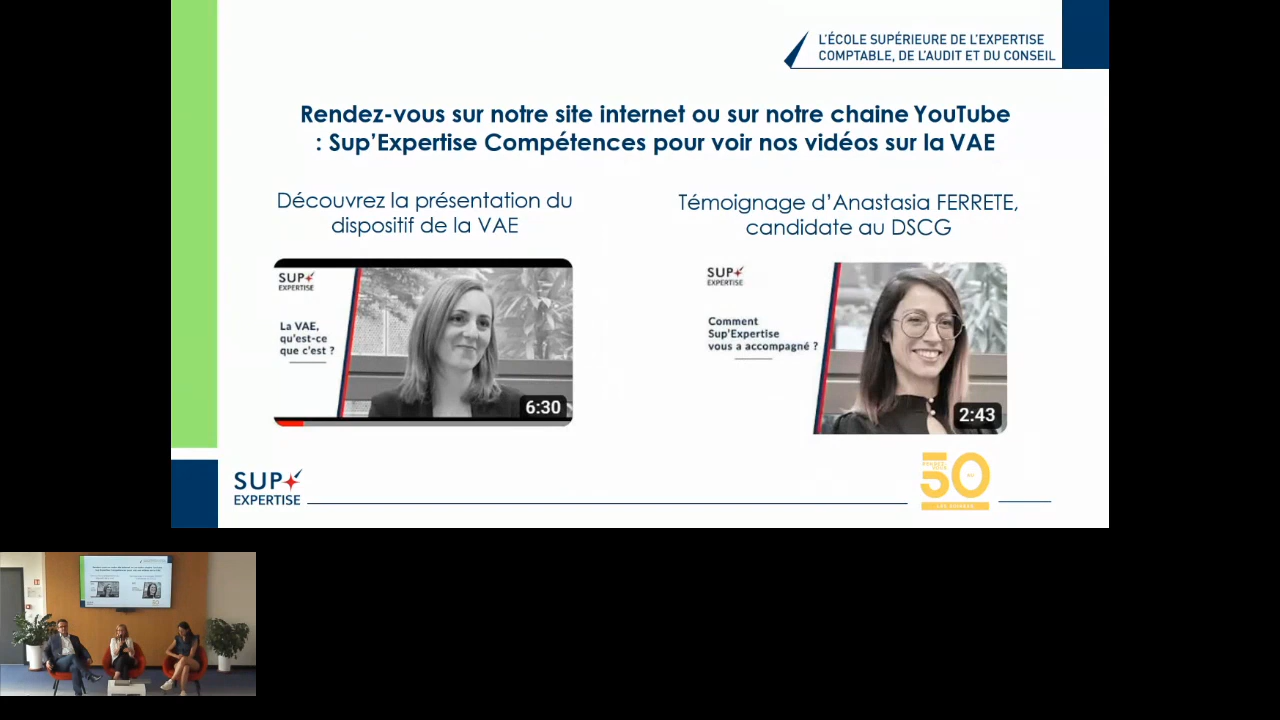 L'ÉCOLE SUPÉRIEURE DE L'EXPERTISE
COMPTABLE, DE L'AUDIT ET DU CONSEIL
Rendez-vous sur notre site internet ou sur notre chaine YouTube
: Sup'Expertise Compétences pour voir nos vidéos sur la VAE
Découvrez la présentation du
dispositif de la VAE
SUP
EXPERTISE
La VAE,
qu'est-ce
que c'est ?
6:30
Témoignage d'Anastasia FERRETE,
candidate au DSCG
SUP
EXPERTISE
Comment
Sup'Expertise
vous a accompagné ?
2:43
SUP
EXPERTISE
50